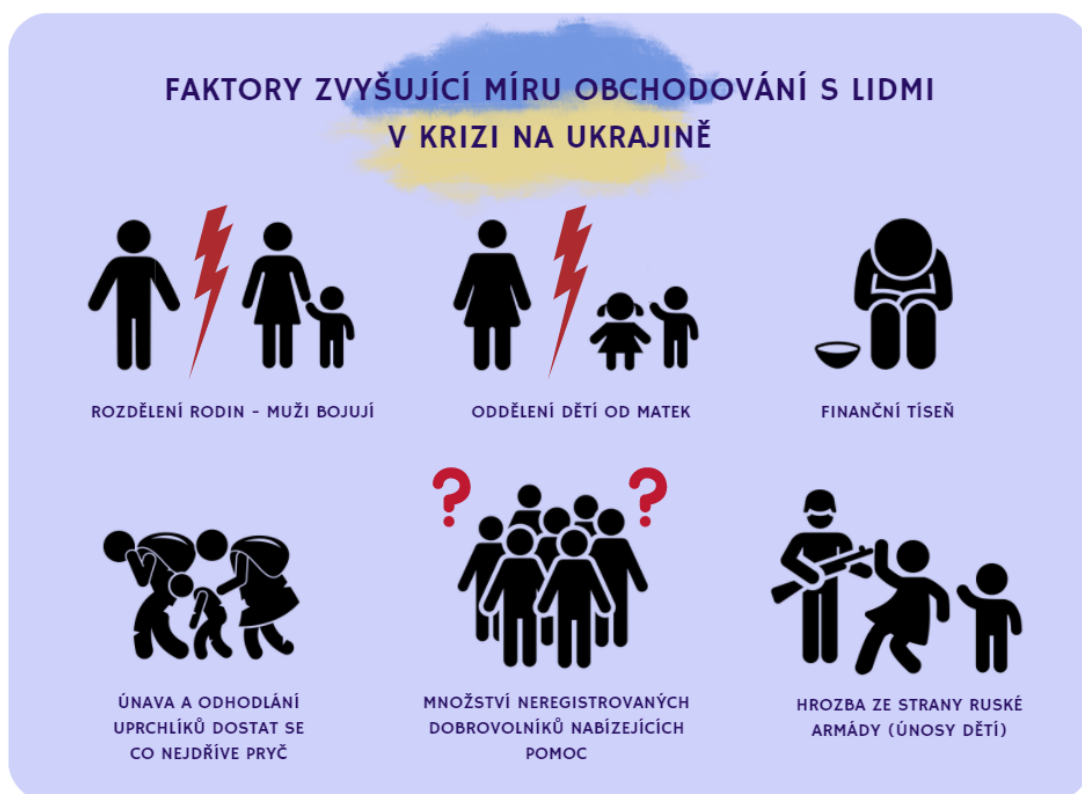 FAKTORY ZVYŠUJÍCÍ MÍRU OBCHODOVÁNÍ S LIDMI
V KRIZI NA UKRAJINĚ
ROZDĚLENÍ RODIN - MUŽI BOJUJÍ
ODDĚLENÍ DĚTÍ OD MATEK
FINANČNÍ TÍSEŇ
ÚNAVA A ODHODLÁNÍ
UPRCHLÍKŮ DOSTAT SE
CO NEJDŘÍVE PRYČ
MNOŽSTVÍ NEREGISTROVANÝCH
DOBROVOLNÍKŮ NABÍZEJÍCÍCH
POMOC
HROZBA ZE STRANY RUSKÉ
ARMÁDY (ÚNOSY DĚTÍ)